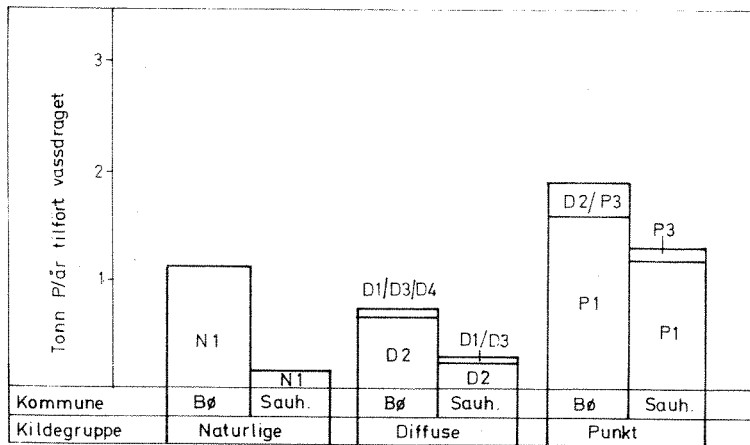 Tonn P/år tilført vassdraget
3
2
1
N1
N1
D1/D3/D4
D2
D1/D3
D2
D2/P3
P1
P3
P1
Kommune Bø Sauh. Bø Sauh. Bø Sauh.
Kildegruppe Naturlige Diffuse Punkt